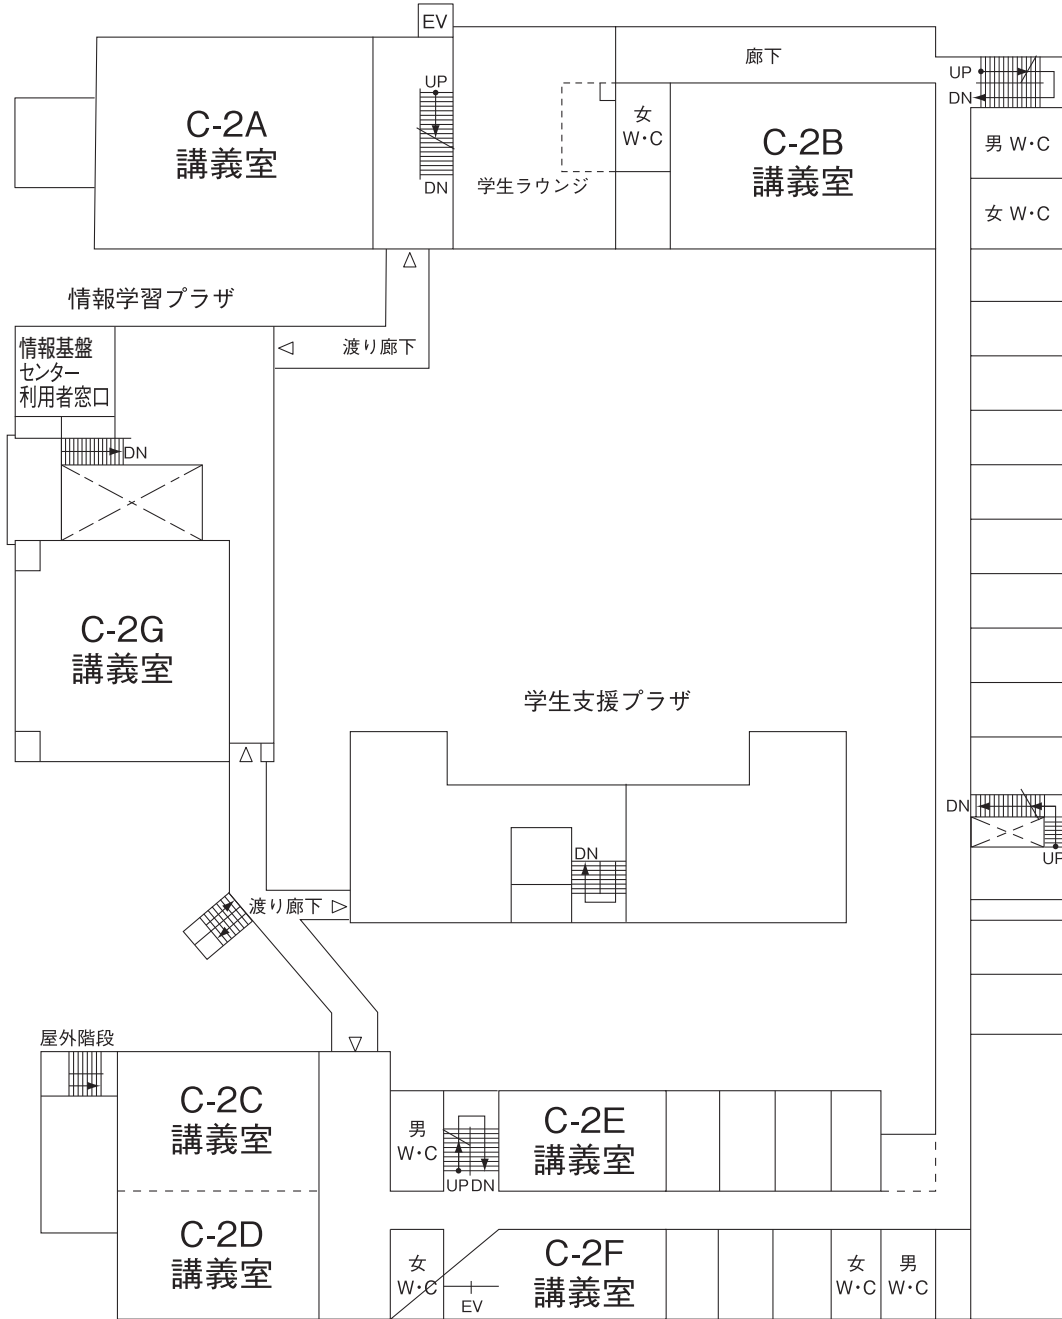 EV
廊下
UP
DN
C-2A
講義室
UP
DN
学生ラウンジ
女
W・C
C-2B
講義室
男 W・C
女 W・C
情報学習プラザ
渡り廊下
情報基盤
センター
利用者窓口
DN
C-2G
講義室
学生支援プラザ
DN
UP
DN
渡り廊下
屋外階段
C-2C
講義室
男
W・C
UP DN
C-2E
講義室
C-2D
講義室
女
W・C
EV
C-2F
講義室
女
W・C
男
W・C